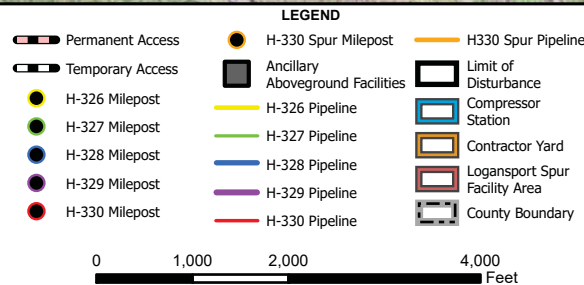 LEGEND
Permanent Access
Temporary Access
H-326 Milepost
H-327 Milepost
H-328 Milepost
H-329 Milepost
H-330 Milepost
H-330 Spur Milepost
Ancillary
Aboveground Facilities
H-326 Pipeline
H-327 Pipeline
H-328 Pipeline
H-329 Pipeline
H-330 Pipeline
H330 Spur Pipeline
Limit of
Disturbance
Compressor
Station
Contractor Yard
Logansport Spur
Facility Area
County Boundary
0 1,000 2,000 4,000
Feet